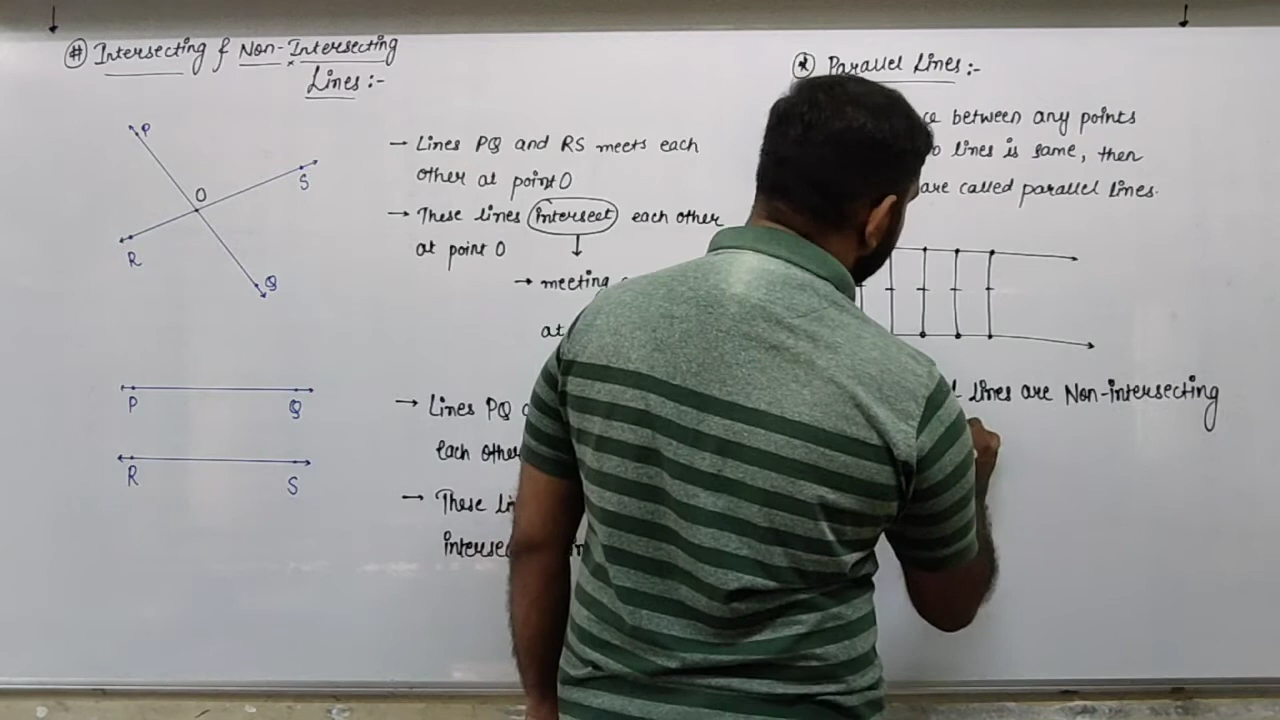 # Intersecting & Non-Intersecting
Lines:-
P
O
S
R
Q
→ Lines PQ and RS meets each
other at point O
→ These lines intersect each other
at point O
→ meeting
at
P Q
R S
→ Lines PQ
each other
→ These
* Parallel Lines:-
between any points
lines is same, then
are called parallel lines.
lines are Non-intersecting